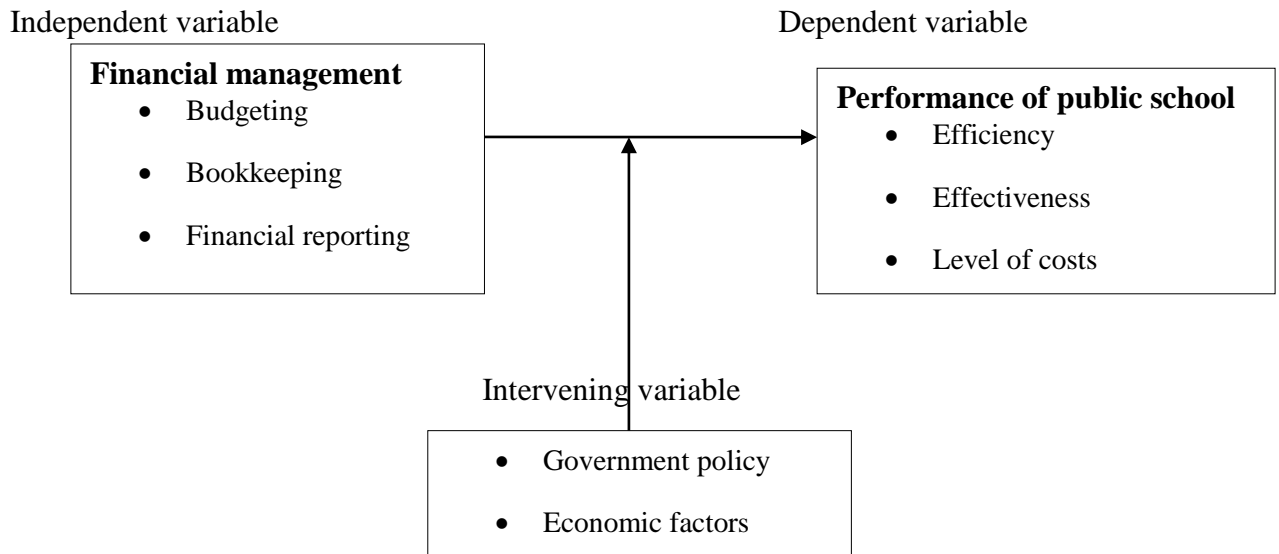 Independent variable
Dependent variable
Financial management
• Budgeting
• Bookkeeping
• Financial reporting
Performance of public school
• Efficiency
• Effectiveness
• Level of costs
Intervening variable
• Government policy
• Economic factors